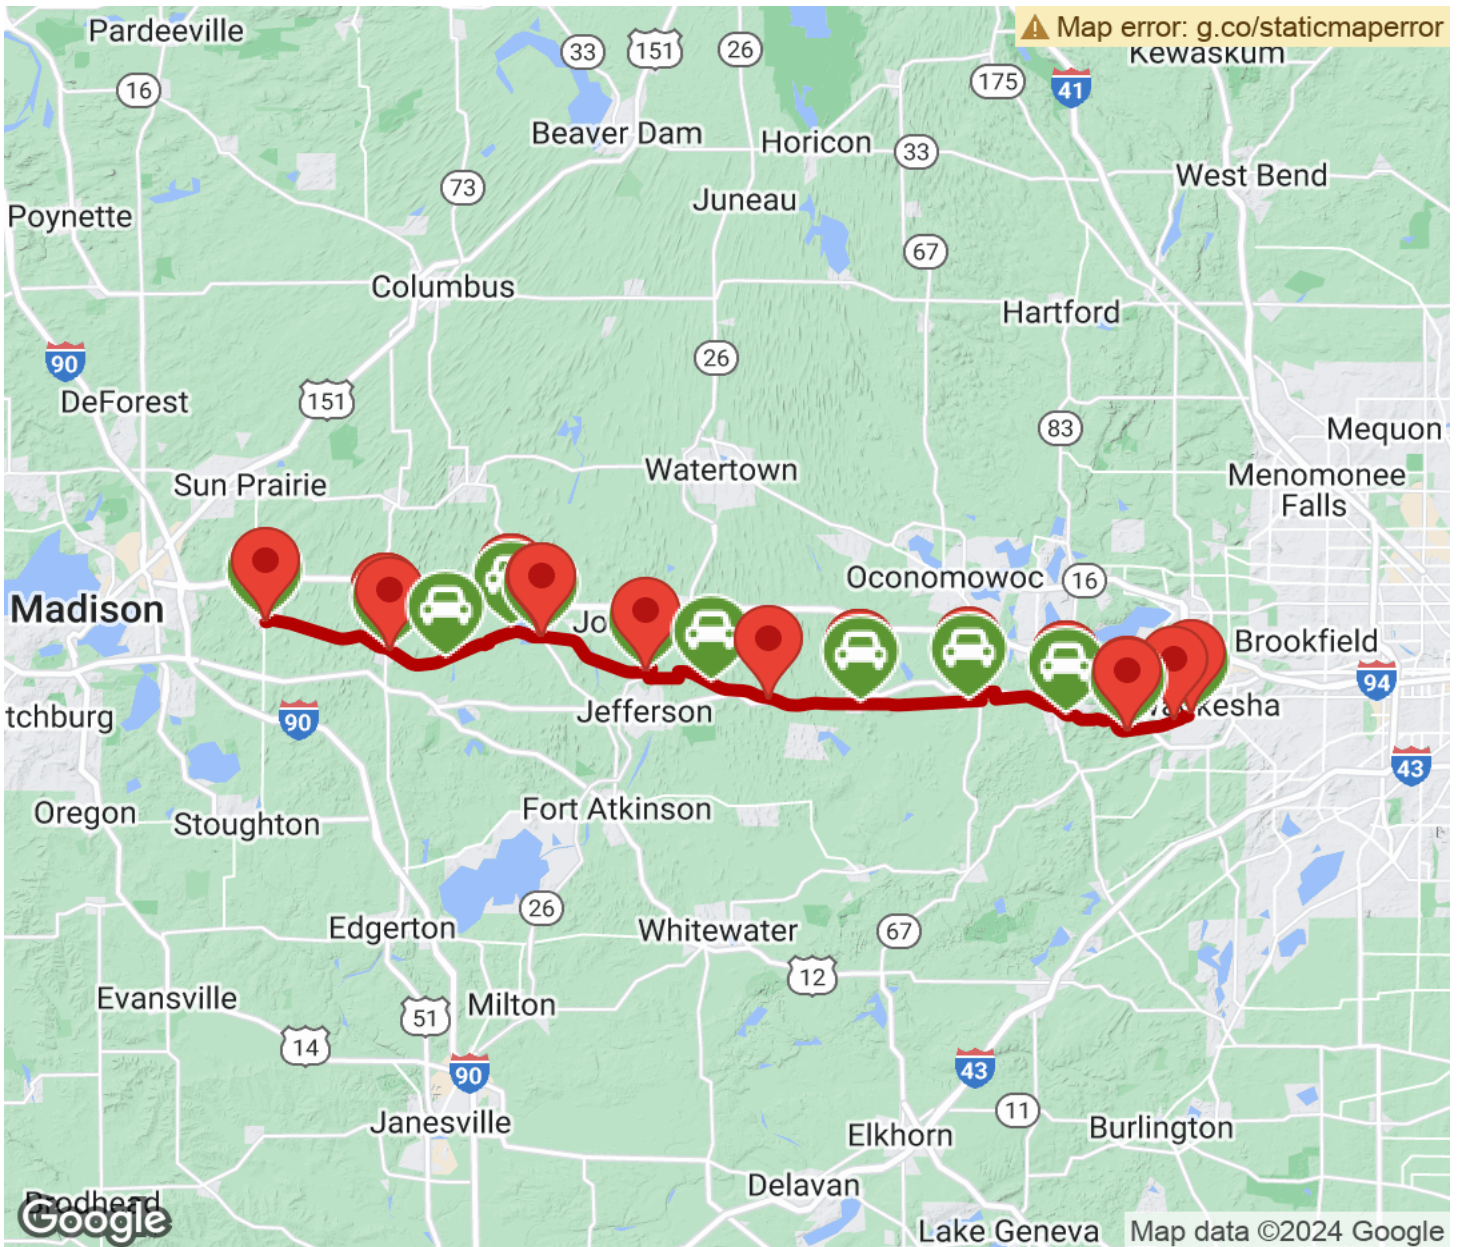 Pardeeville
33
151
26
Map error: g.co/staticmaperror
Kewaskum
16
175
41
Beaver Dam
Horicon
33
73
West Bend
Juneau
Poynette
67
Columbus
Hartford
26
90
DeForest
151
83
Mequon
Watertown
Menomonee
Falls
Sun Prairie
Oconomowoc
16
Madison
Jo
Brookfield
94
tchburg
90
Jefferson
kesha
43
Oregon
Stoughton
Fort Atkinson
26
Edgerton
Whitewater
67
12
Evansville
51
Milton
14
90
43
Janesville
11
Elkhorn
Burlington
Delavan
Brodhead
Google
Lake Geneva
Map data ©2024 Google